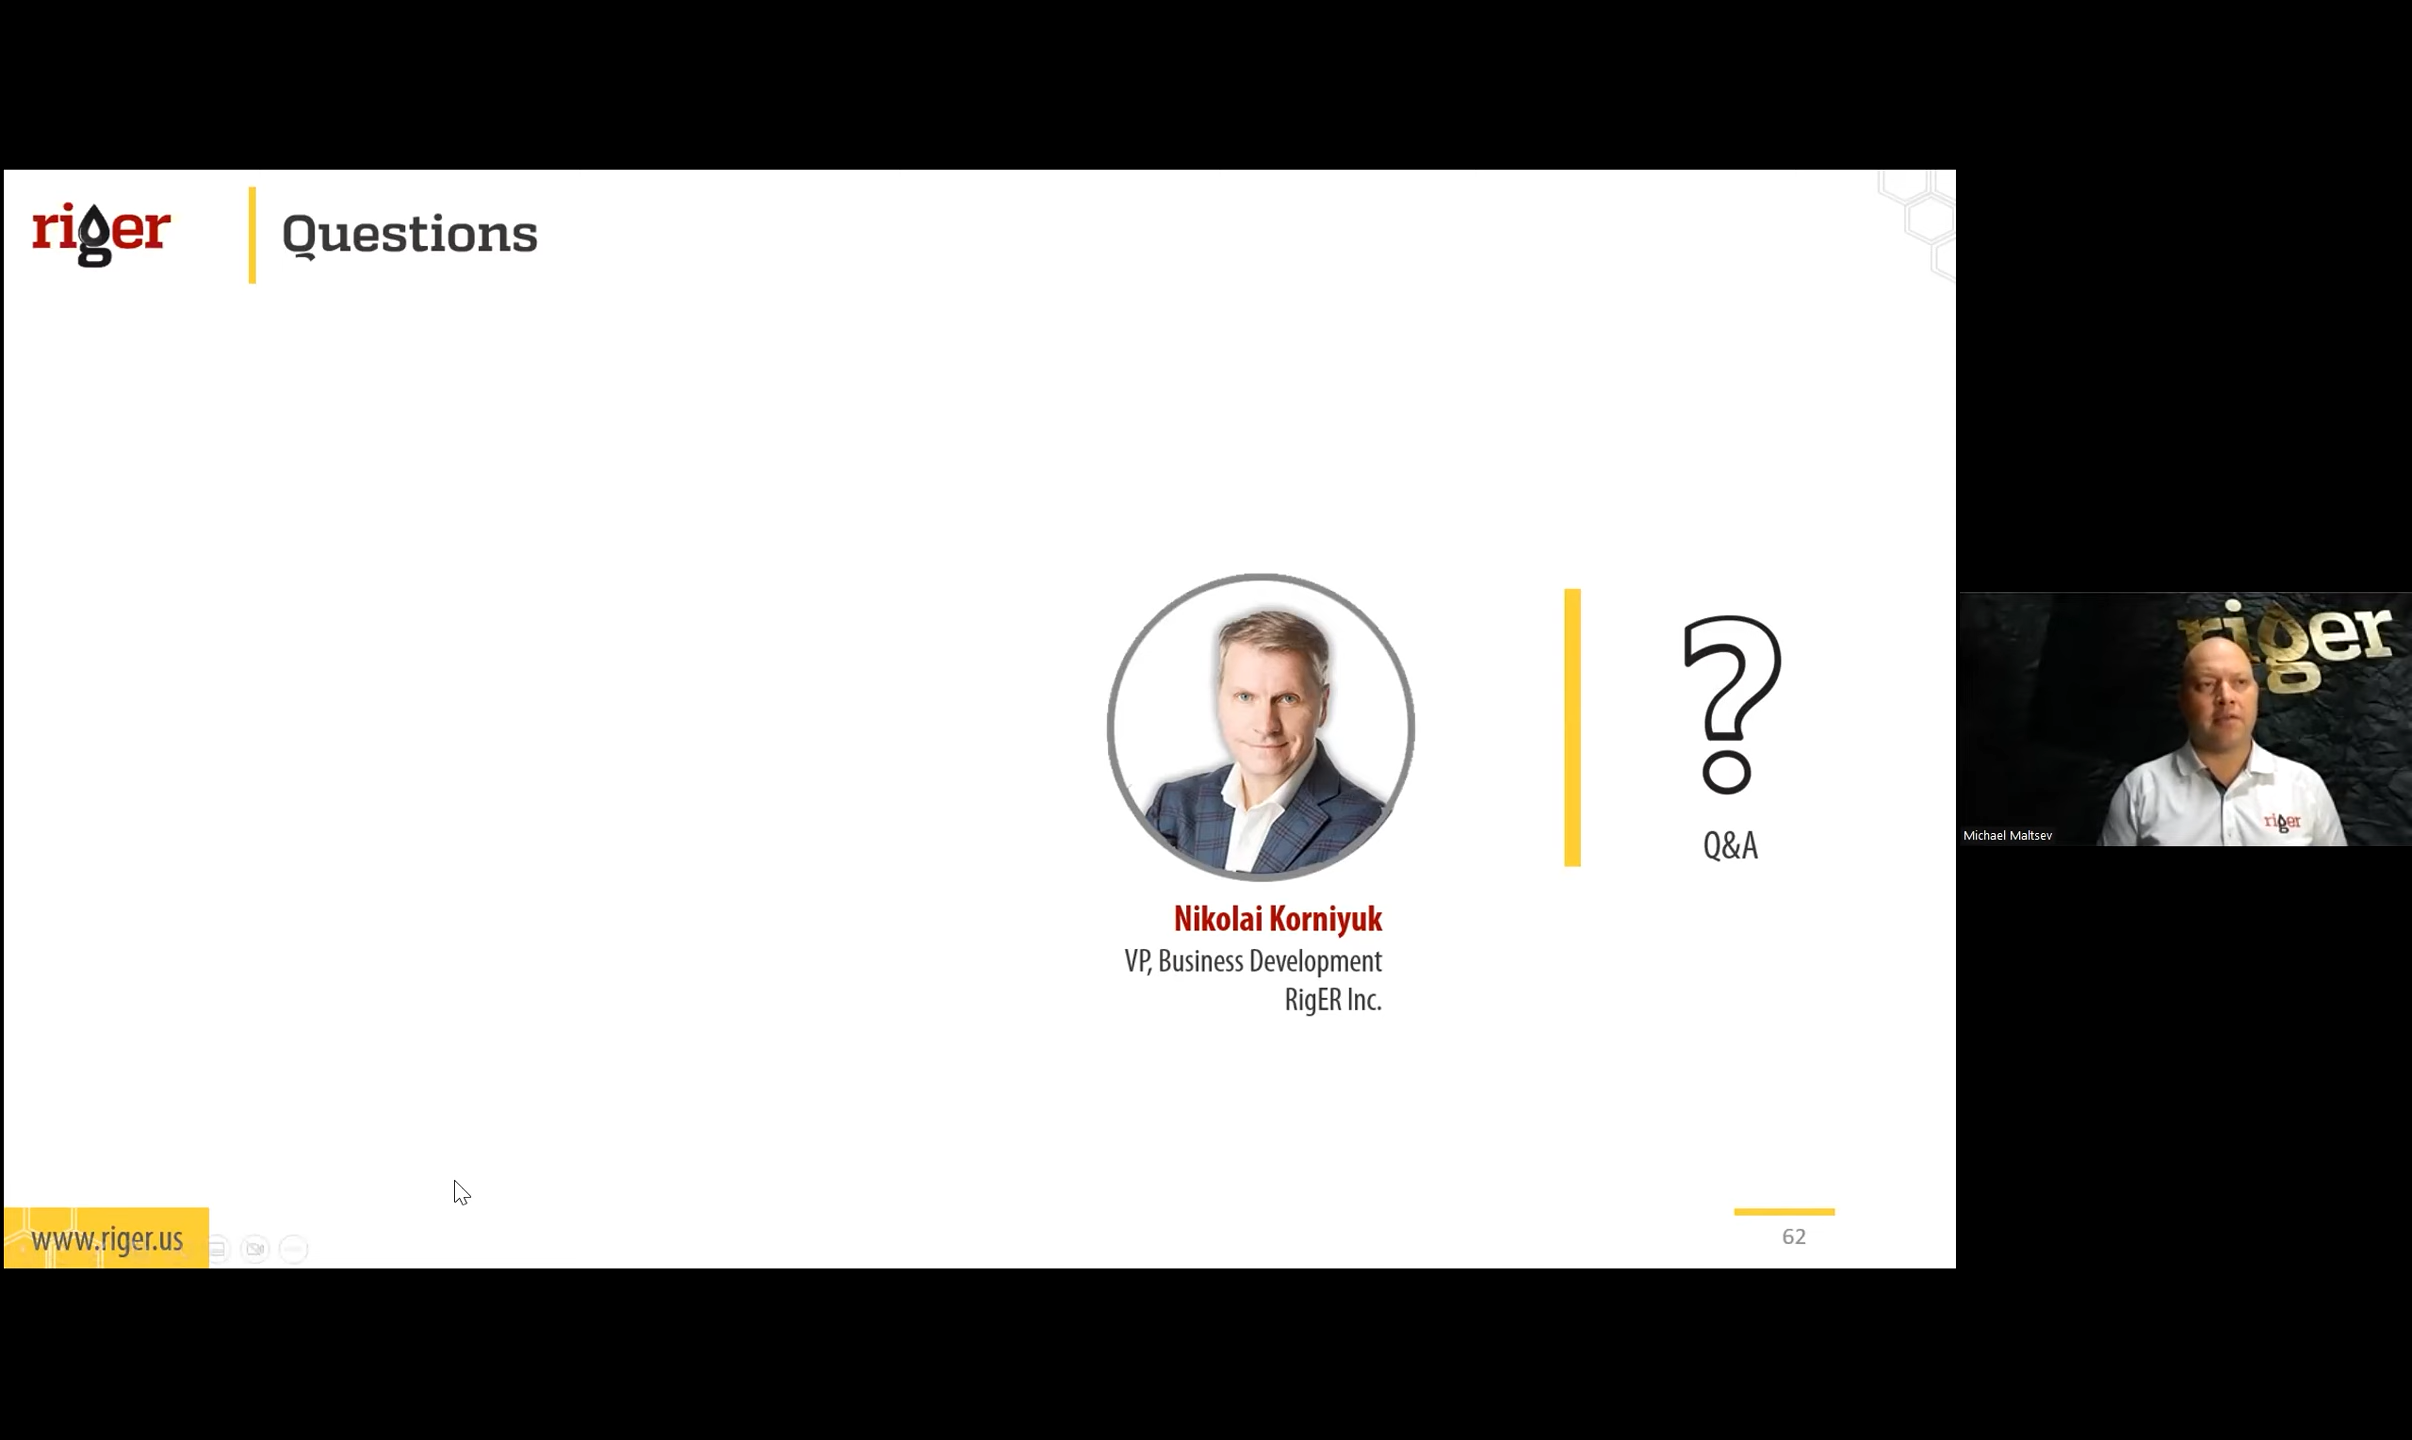 riger
Questions
Nikolai Korniyuk
VP, Business Development
RigER Inc.
?
Q&A
www.riger.us
62
riger
riger
Michael Maltsev